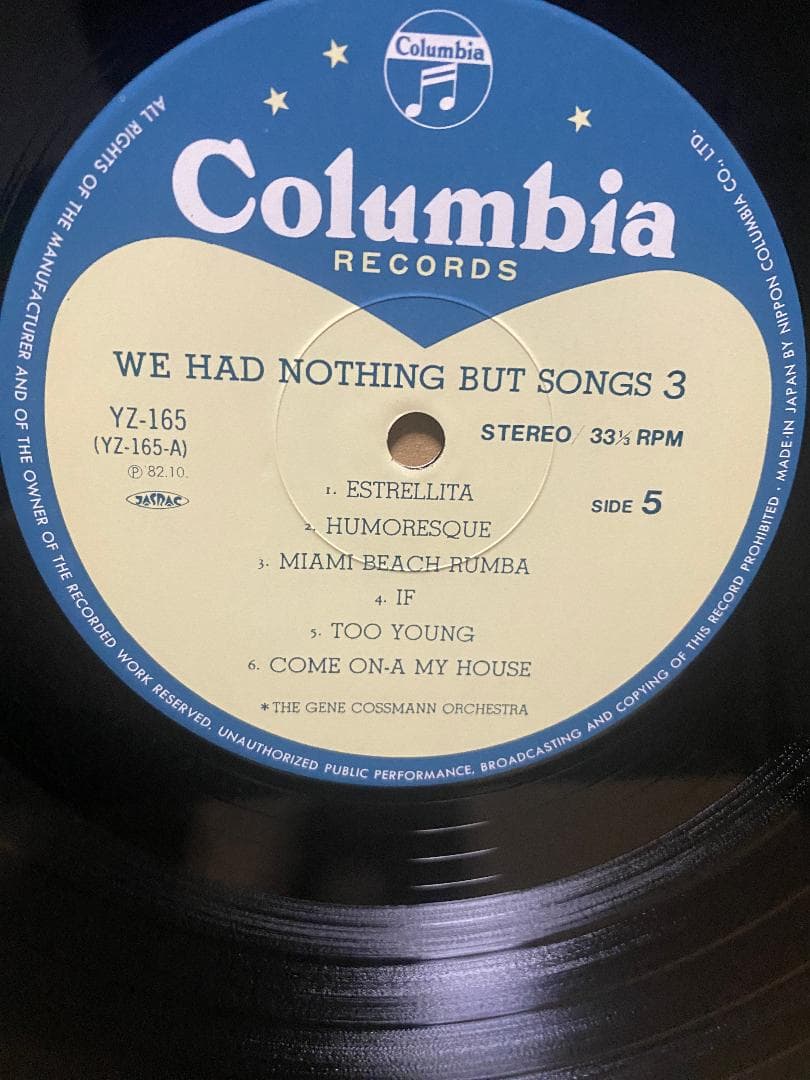 Columbia
Columbia
RECORDS
WE HAD NOTHING BUT SONGS 3
YZ-165
(YZ-165-A)
Ⓟ'82.10.
JASRAC
STEREO/33⅓ RPM
SIDE 5
1. ESTRELLITA
2. HUMORESQUE
3. MIAMI BEACH RUMBA
4. IF
5. TOO YOUNG
6. COME ON-A MY HOUSE
*THE GENE COSSMANN ORCHESTRA
ALL RIGHTS OF THE MANUFACTURER AND OF THE OWNER OF THE RECORDED WORK RESERVED. UNAUTHORIZED PUBLIC PERFORMANCE, BROADCASTING AND COPYING OF THIS RECORD PROHIBITED · MADE IN JAPAN BY NIPPON COLUMBIA CO., LTD.